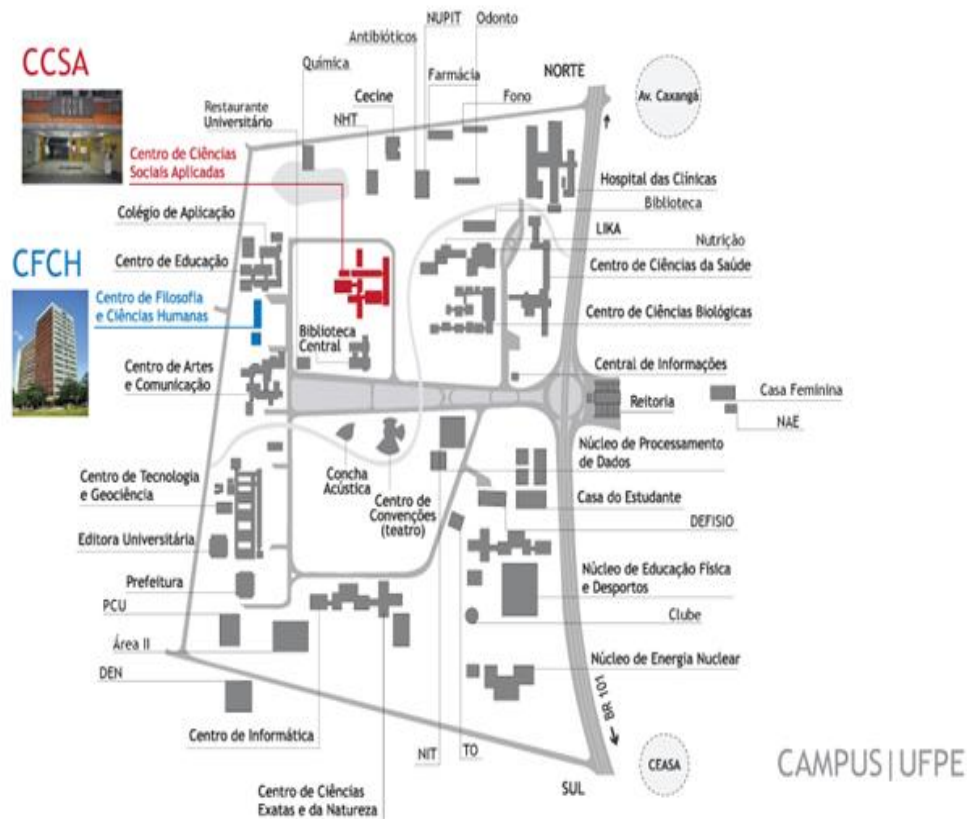 NUPIT
Odonto
Antibióticos
CCSA
Química
Farmácia
NORTE
Av. Caxangá
Cecine
Fono
Restaurante
Universitário
NHT
Centro de Ciências
Sociais Aplicadas
Hospital das Clínicas
Biblioteca
Colégio de Aplicação
LIKA
Nutrição
CFCH
Centro de Educação
Centro de Ciências da Saúde
Centro de Filosofia
e Ciências Humanas
Centro de Ciências Biológicas
Biblioteca
Central
Centro de Artes
e Comunicação
Central de Informações
Casa Feminina
Reitoria
NAE
Núcleo de Processamento
de Dados
Concha
Acústica
Centro de
Convenções
(teatro)
Centro de Tecnologia
e Geociência
Casa do Estudante
DEFISIO
Editora Universitária
Núcleo de Educação Física
e Desportos
Prefeitura
PCU
Clube
Área II
Núcleo de Energia Nuclear
DEN
BR 101
Centro de Informática
NIT
TO
CEASA
CAMPUS | UFPE
SUL
Centro de Ciências
Exatas e da Natureza